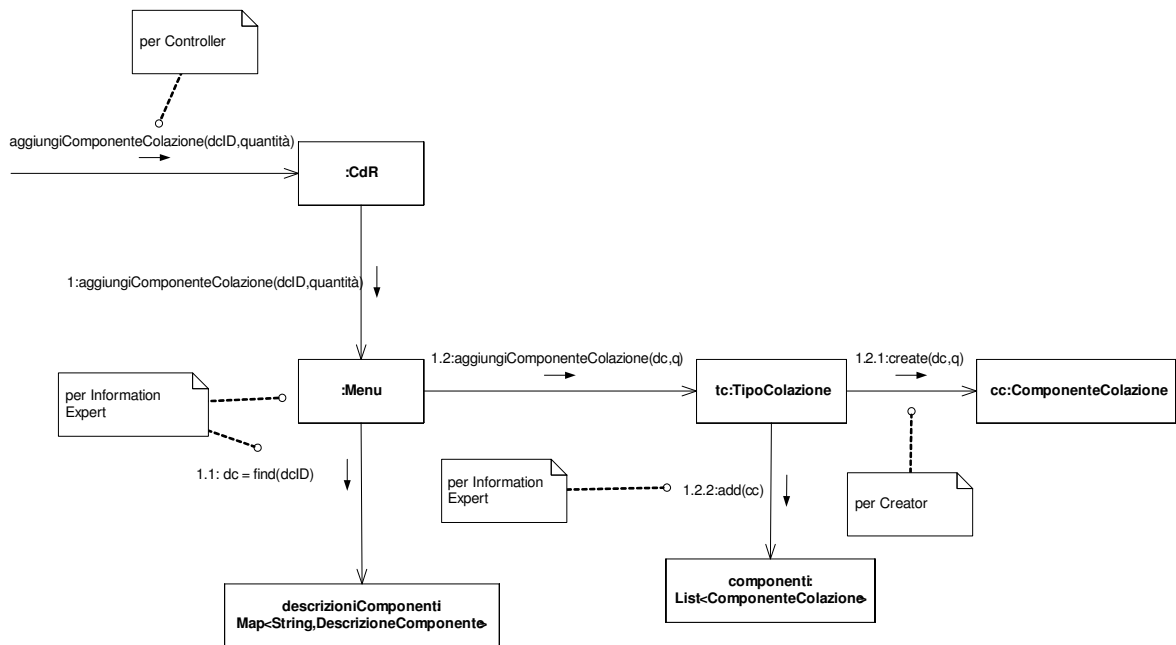 per Controller
aggiungiComponenteColazione(dcID,quantità)
:CdR
1:aggiungiComponenteColazione(dcID,quantità)
1.2:aggiungiComponenteColazione(dc,q)
1.2.1:create(dc,q)
per Information
Expert
:Menu
tc:TipoColazione
cc:ComponenteColazione
1.1: dc = find(dcID)
per Information
Expert
1.2.2:add(cc)
per Creator
descrizioniComponenti
Map<String,DescrizioneComponente>
componenti:
List<ComponenteColazione>